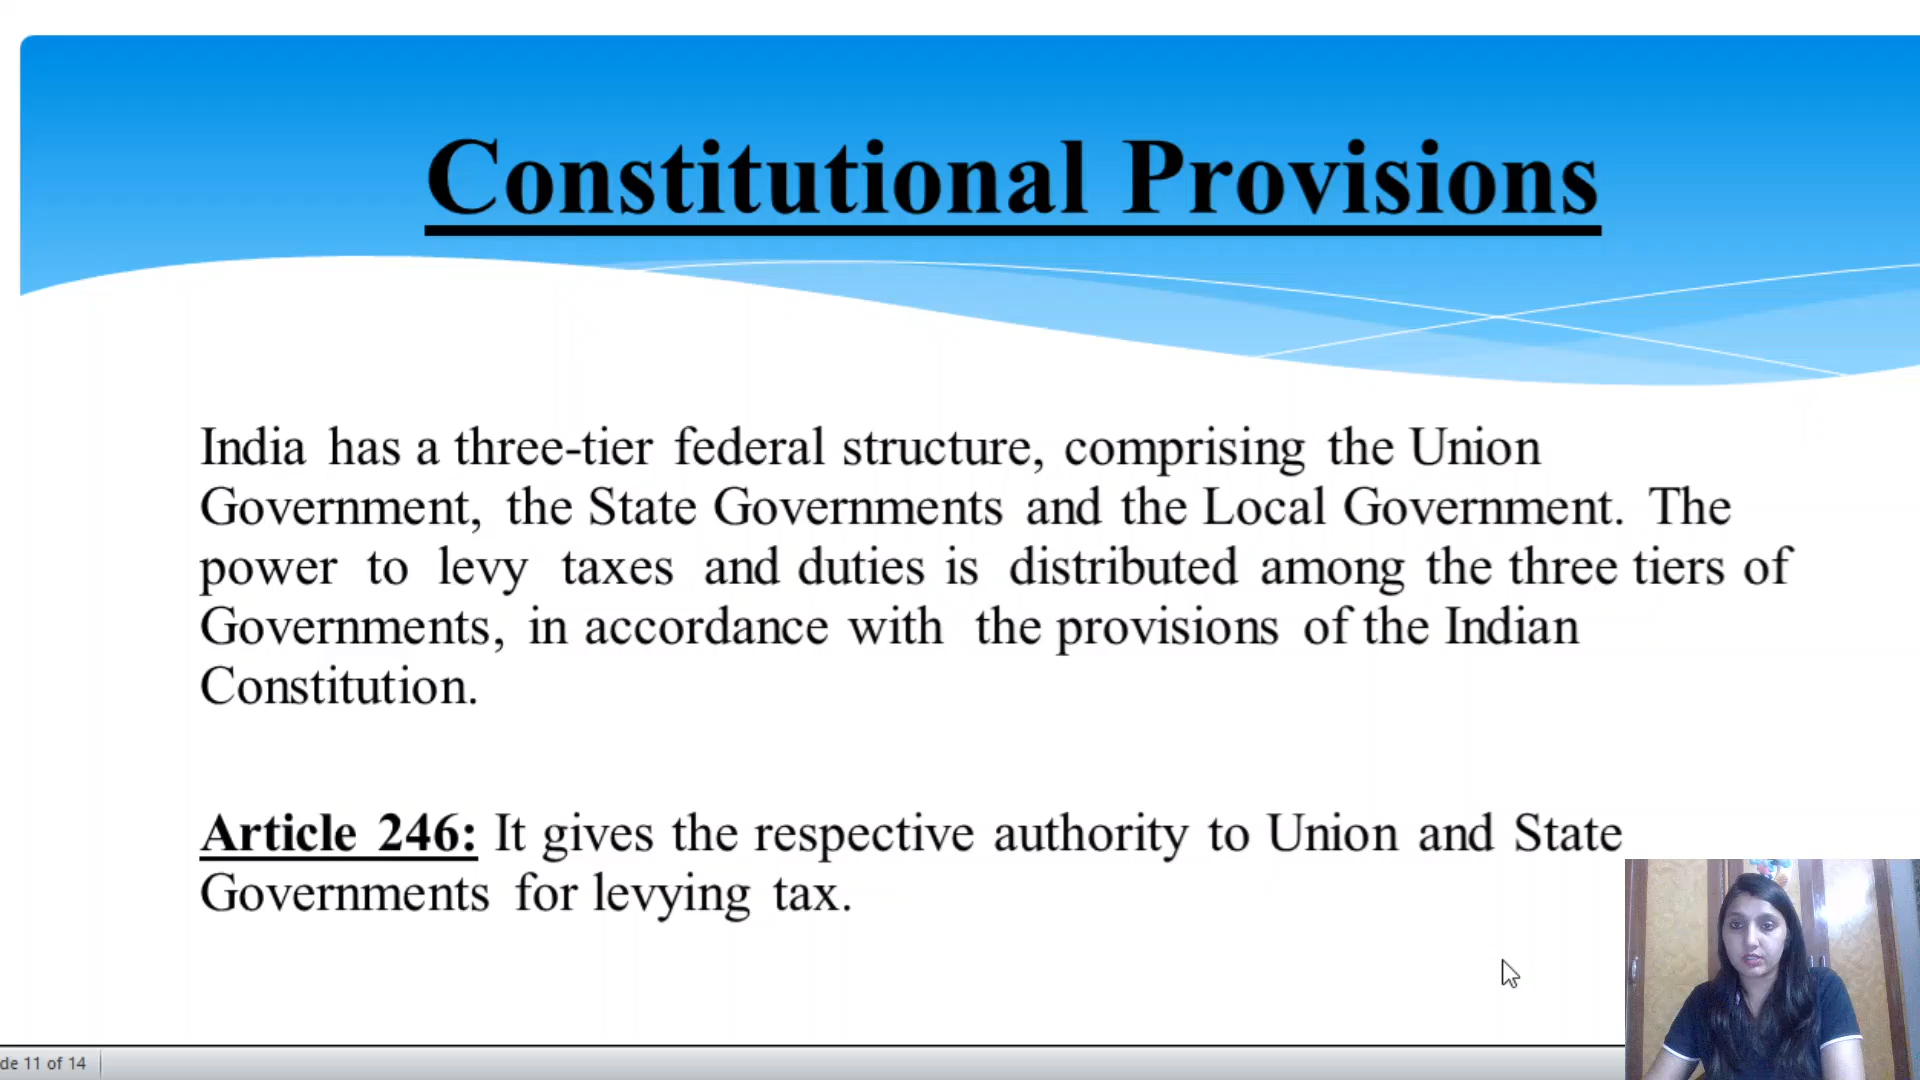 Constitutional Provisions
India has a three-tier federal structure, comprising the Union
Government, the State Governments and the Local Government. The
power to levy taxes and duties is distributed among the three tiers of
Governments, in accordance with the provisions of the Indian
Constitution.
Article 246: It gives the respective authority to Union and State
Governments for levying tax.
de 11 of 14